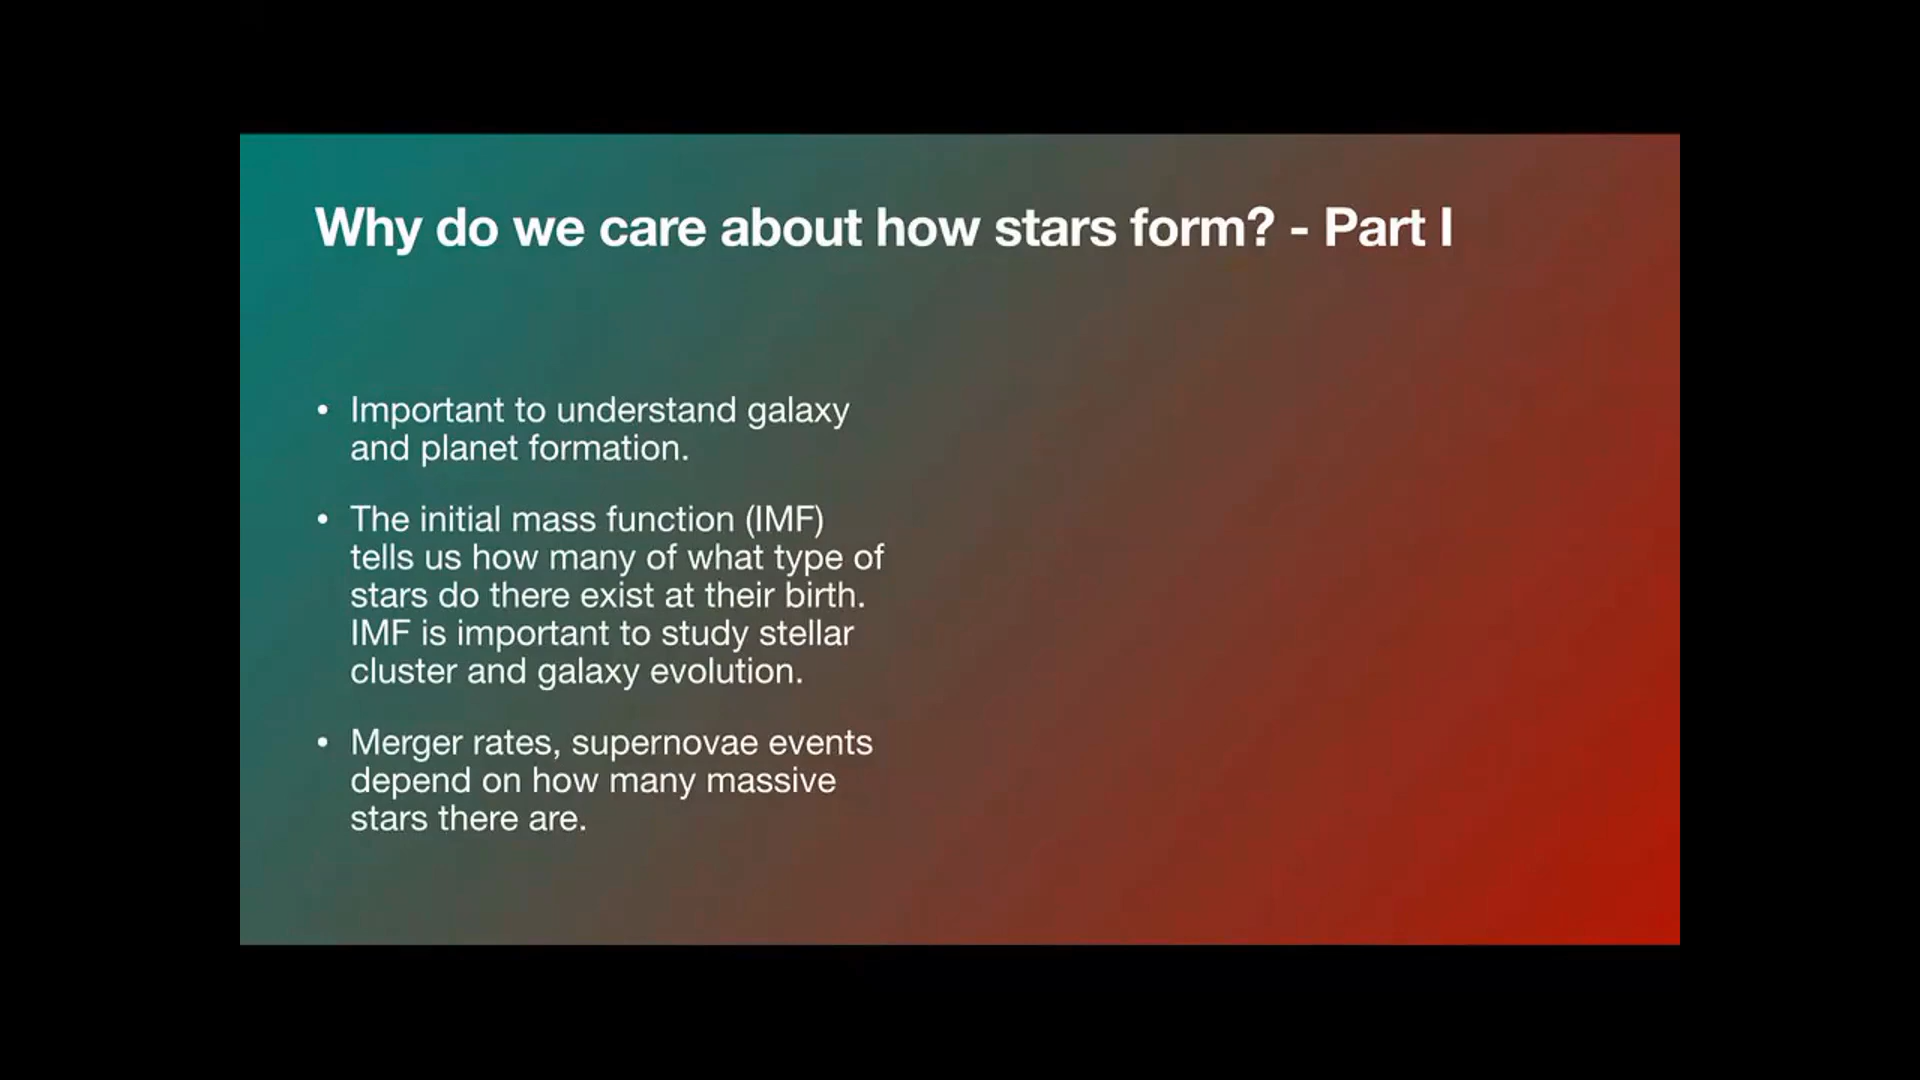 Why do we care about how stars form? - Part I
• Important to understand galaxy
and planet formation.
• The initial mass function (IMF)
tells us how many of what type of
stars do there exist at their birth.
IMF is important to study stellar
cluster and galaxy evolution.
• Merger rates, supernovae events
depend on how many massive
stars there are.